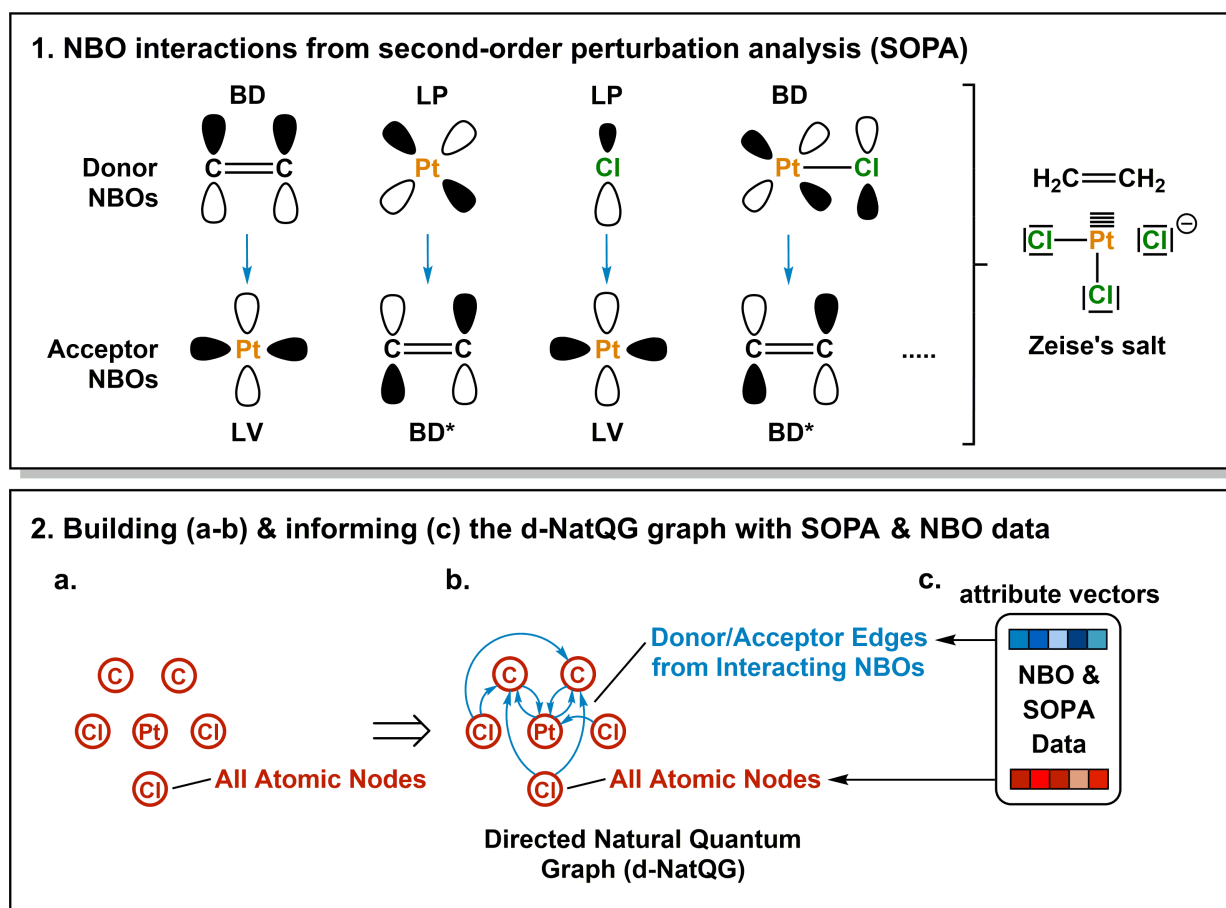 1. NBO interactions from second-order perturbation analysis (SOPA)
BD LP LP BD
Donor
NBOs
C C Pt Cl Pt Cl
H₂C CH₂
Cl Pt Cl ⊖
Cl
Zeise's salt
Acceptor
NBOs
Pt C C Pt C C .....
LV BD* LV BD*
2. Building (a-b) & informing (c) the d-NatQG graph with SOPA & NBO data
a. b. c.
attribute vectors
Donor/Acceptor Edges
from Interacting NBOs
NBO &
SOPA
Data
C C
Cl Pt Cl
Cl
All Atomic Nodes
C C
Cl Pt Cl
Cl
All Atomic Nodes
Directed Natural Quantum
Graph (d-NatQG)